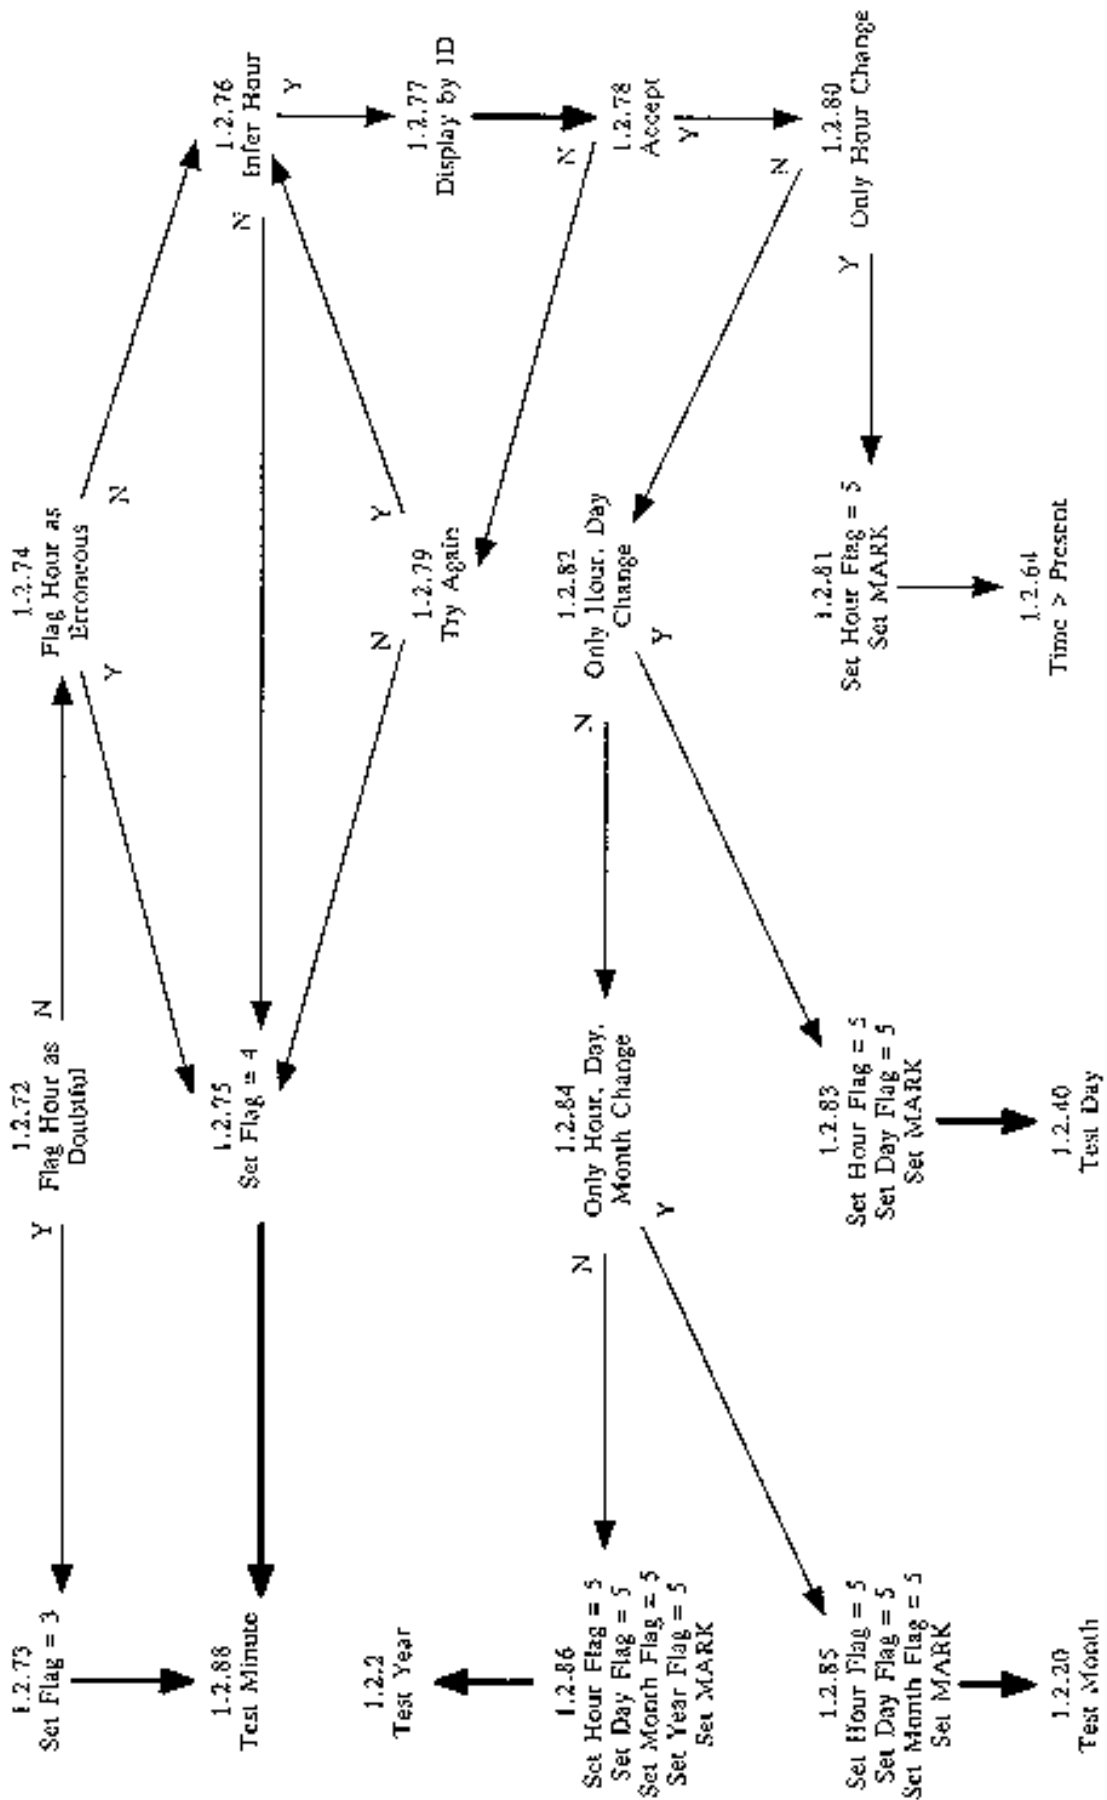 1.2.73
Set Flag = 3
Y
1.2.72
Flag Hour as
Doubtful
N
1.2.74
Flag Hour as
Erroneous
Y
N
1.2.88
Test Minute
1.2.75
Set Flag = 4
N
1.2.76
Infer Hour
Y
1.2.2
Test Year
N
1.2.79
Try Again
Y
1.2.77
Display by ID
1.2.86
Set Hour Flag = 5
Set Day Flag = 5
Set Month Flag = 5
Set Year Flag = 5
Set MARK
N
1.2.84
Only Hour, Day,
Month Change
Y
N
1.2.82
Only Hour, Day
Change
Y
N
1.2.78
Accept
Y
1.2.85
Set Hour Flag = 5
Set Day Flag = 5
Set Month Flag = 5
Set MARK
1.2.83
Set Hour Flag = 5
Set Day Flag = 5
Set MARK
1.2.81
Set Hour Flag = 5
Set MARK
N
Y
1.2.80
Only Hour Change
1.2.20
Test Month
1.2.40
Test Day
1.2.64
Time > Present